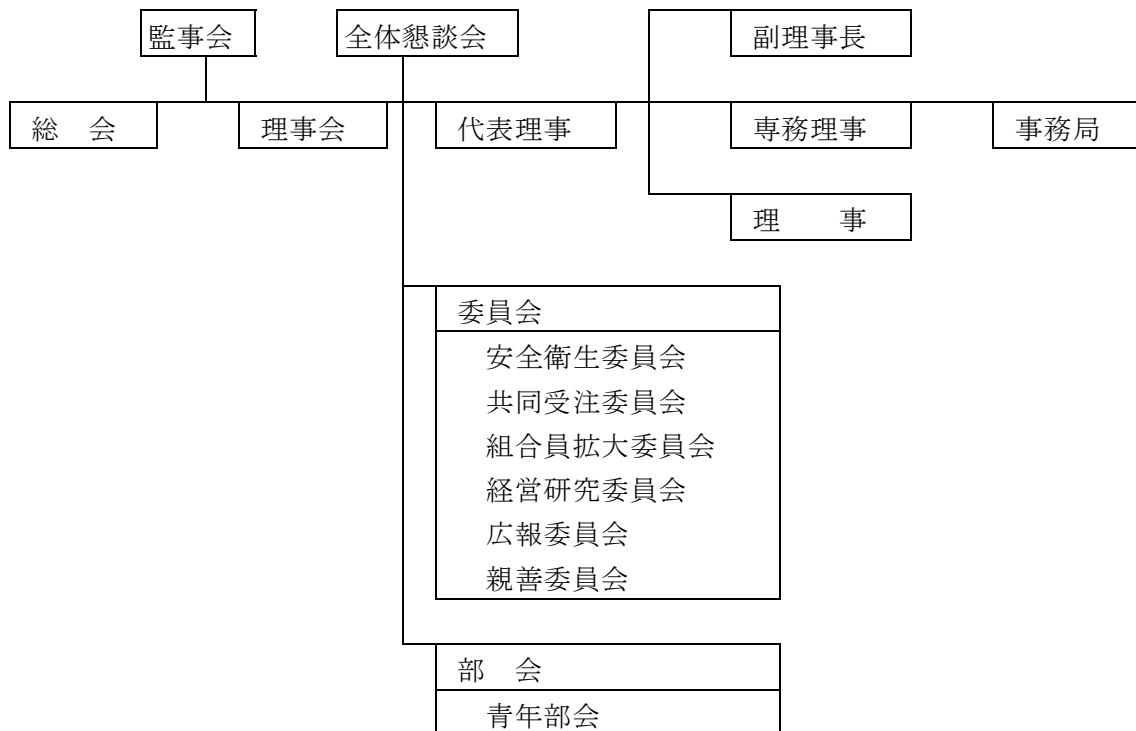 監事会
全体懇談会
副理事長
総　会
理事会
代表理事
専務理事
事務局
理　　事
委員会
安全衛生委員会
共同受注委員会
組合員拡大委員会
経営研究委員会
広報委員会
親善委員会
部　会
青年部会